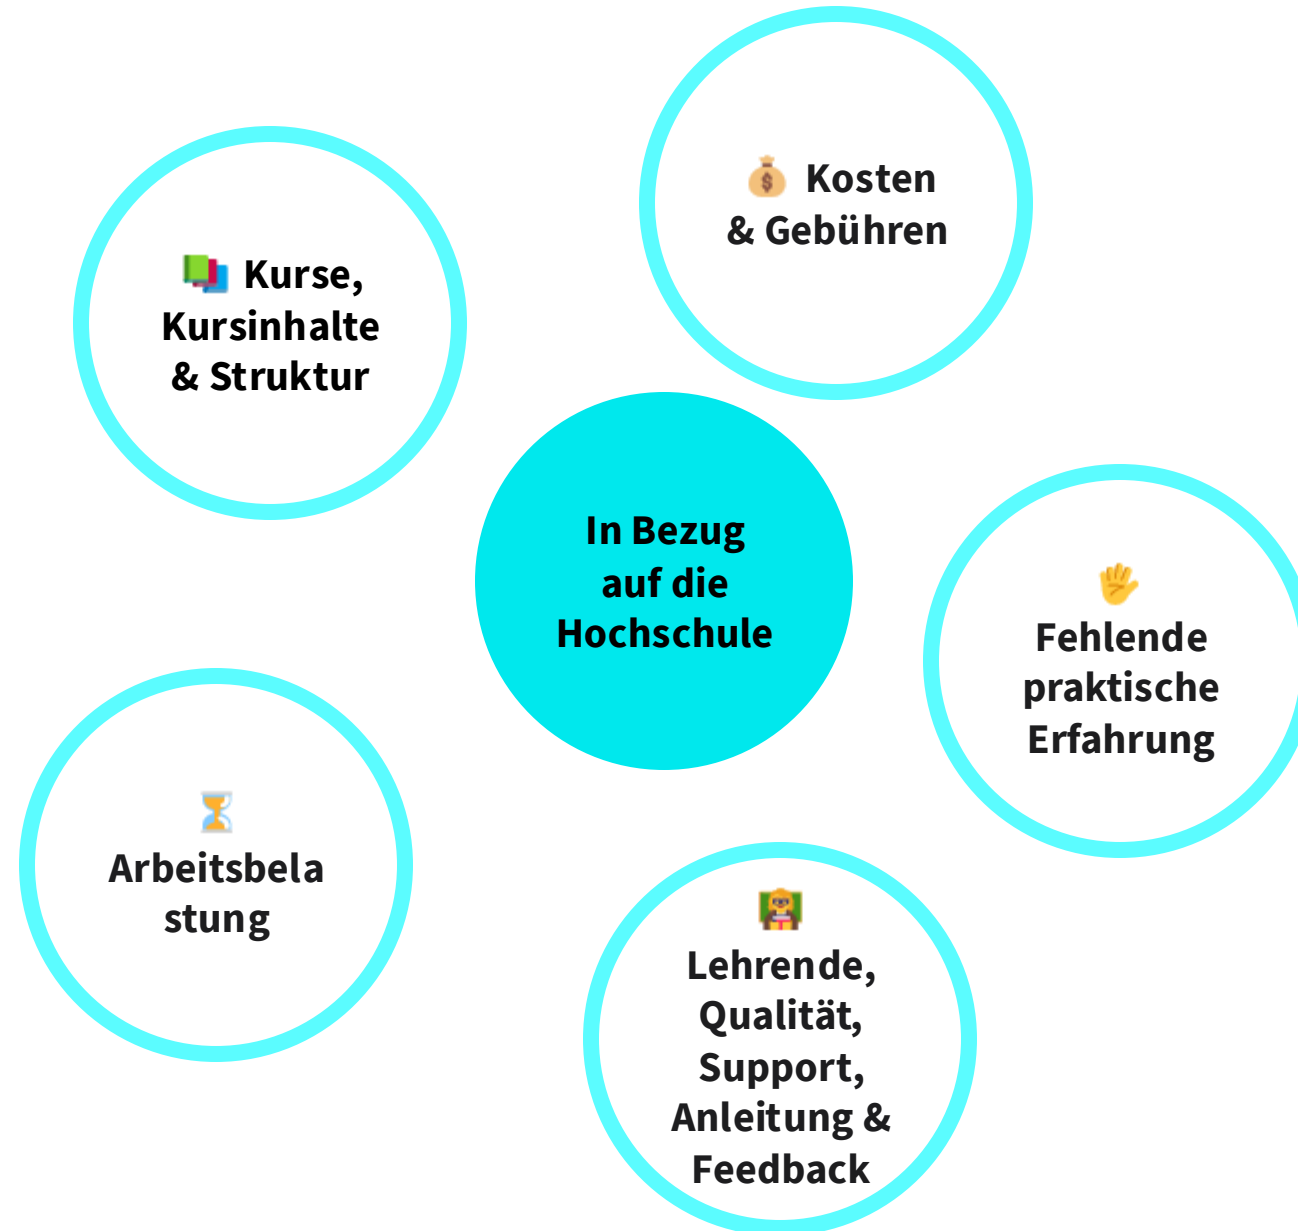 Kosten
& Gebühren
Kurse,
Kursinhalte
& Struktur
In Bezug
auf die
Hochschule
Fehlende
praktische
Erfahrung
Arbeitsbela
stung
Lehrende,
Qualität,
Support,
Anleitung &
Feedback